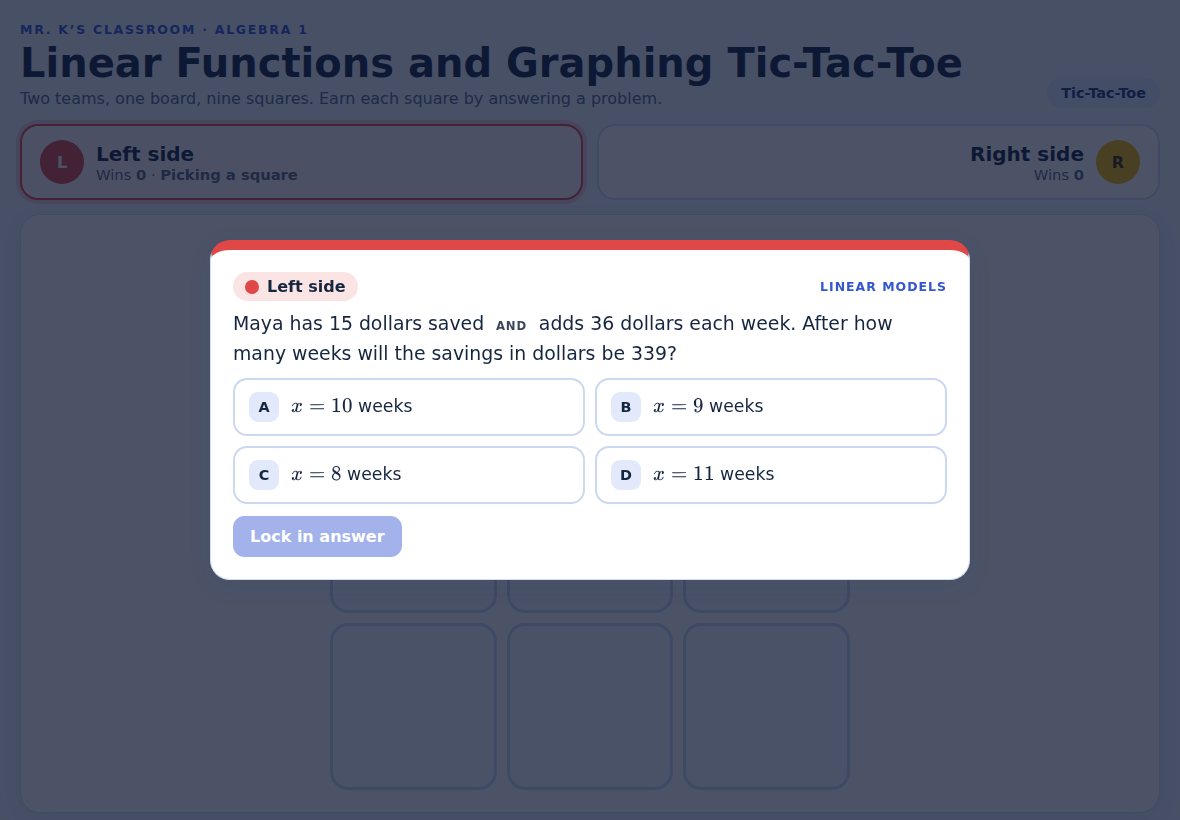 MR. K’S CLASSROOM · ALGEBRA 1
Linear Functions and Graphing Tic-Tac-Toe
Two teams, one board, nine squares. Earn each square by answering a problem.
Tic-Tac-Toe
L
Left side
Wins 0 · Picking a square
Right side
Wins 0
R
Left side
LINEAR MODELS
Maya has 15 dollars saved AND adds 36 dollars each week. After how
many weeks will the savings in dollars be 339?
A x = 10 weeks
B x = 9 weeks
C x = 8 weeks
D x = 11 weeks
Lock in answer